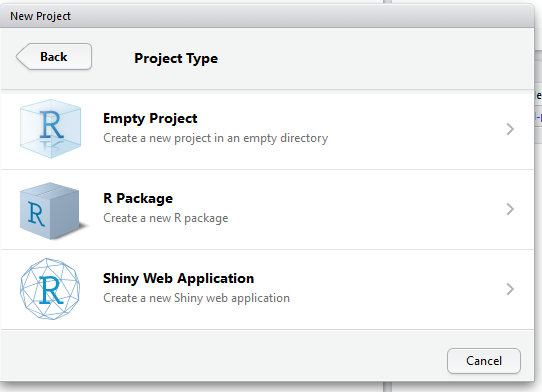 New Project
Back
Project Type
R
Empty Project
Create a new project in an empty directory
R
R Package
Create a new R package
R
Shiny Web Application
Create a new Shiny web application
Cancel